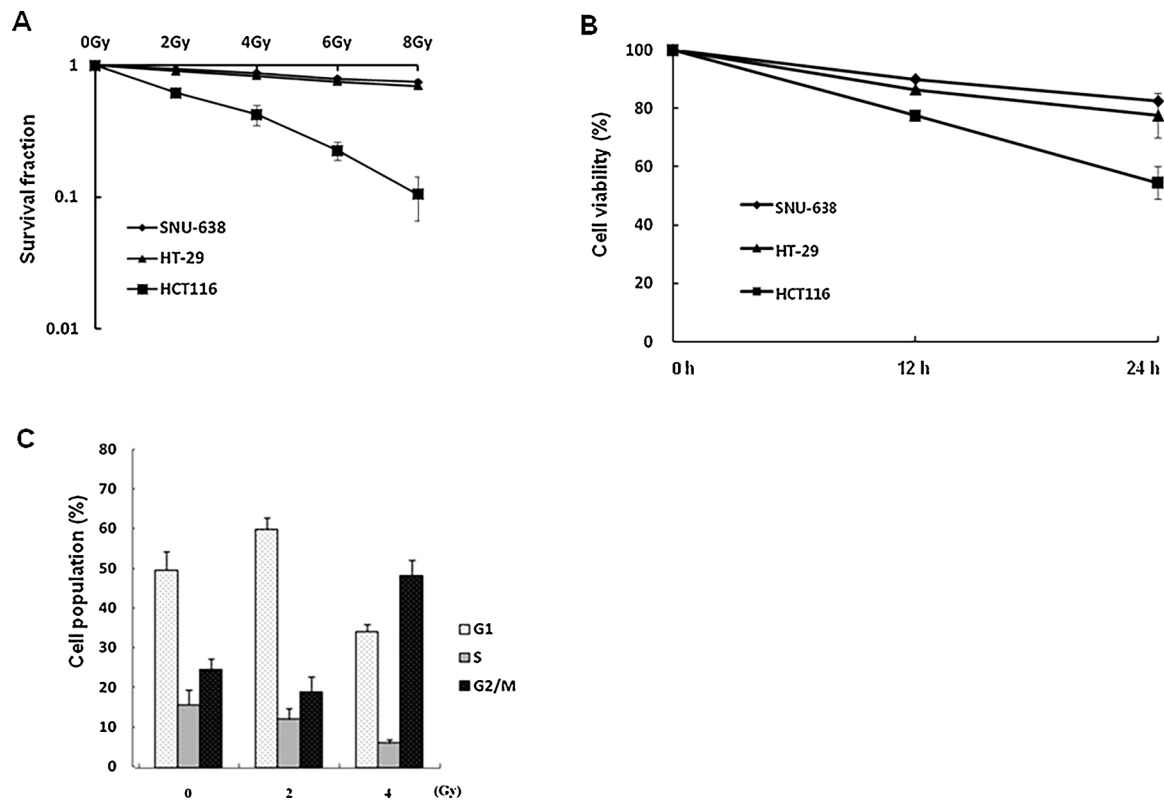 A
0Gy 2Gy 4Gy 6Gy 8Gy
1
0.1
0.01
Survival fraction
SNU-638
HT-29
HCT116
B
100
80
60
40
20
0
Cell viability (%)
SNU-638
HT-29
HCT116
0 h 12 h 24 h
C
80
70
60
50
40
30
20
10
0
Cell population (%)
G1
S
G2/M
0 2 4 (Gy)